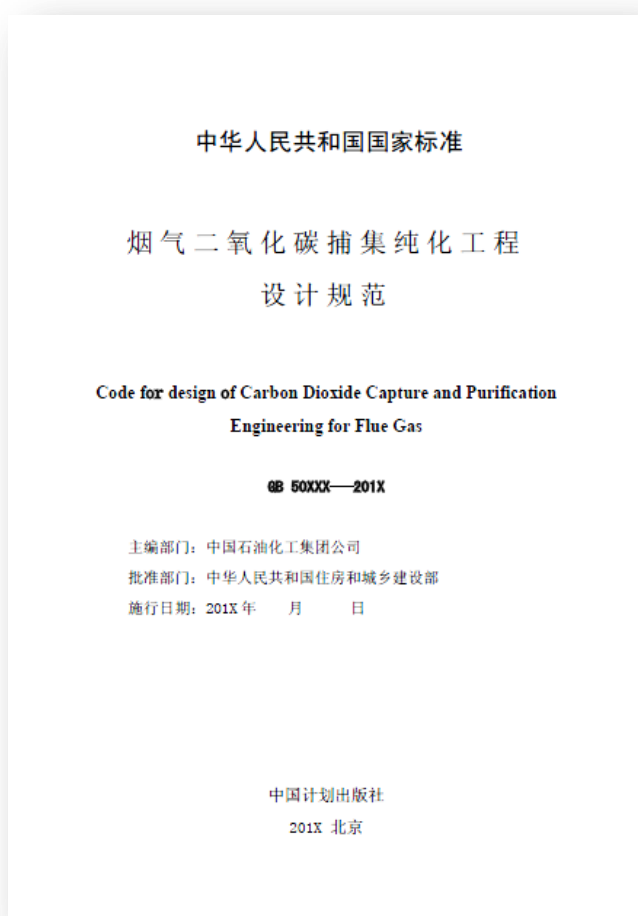 中华人民共和国国家标准
烟气二氧化碳捕集纯化工程
设计规范
Code for design of Carbon Dioxide Capture and Purification
Engineering for Flue Gas
GB 50XXX——201X
主编部门：中国石油化工集团公司
批准部门：中华人民共和国住房和城乡建设部
施行日期：201X 年 月 日
中国计划出版社
201X 北京